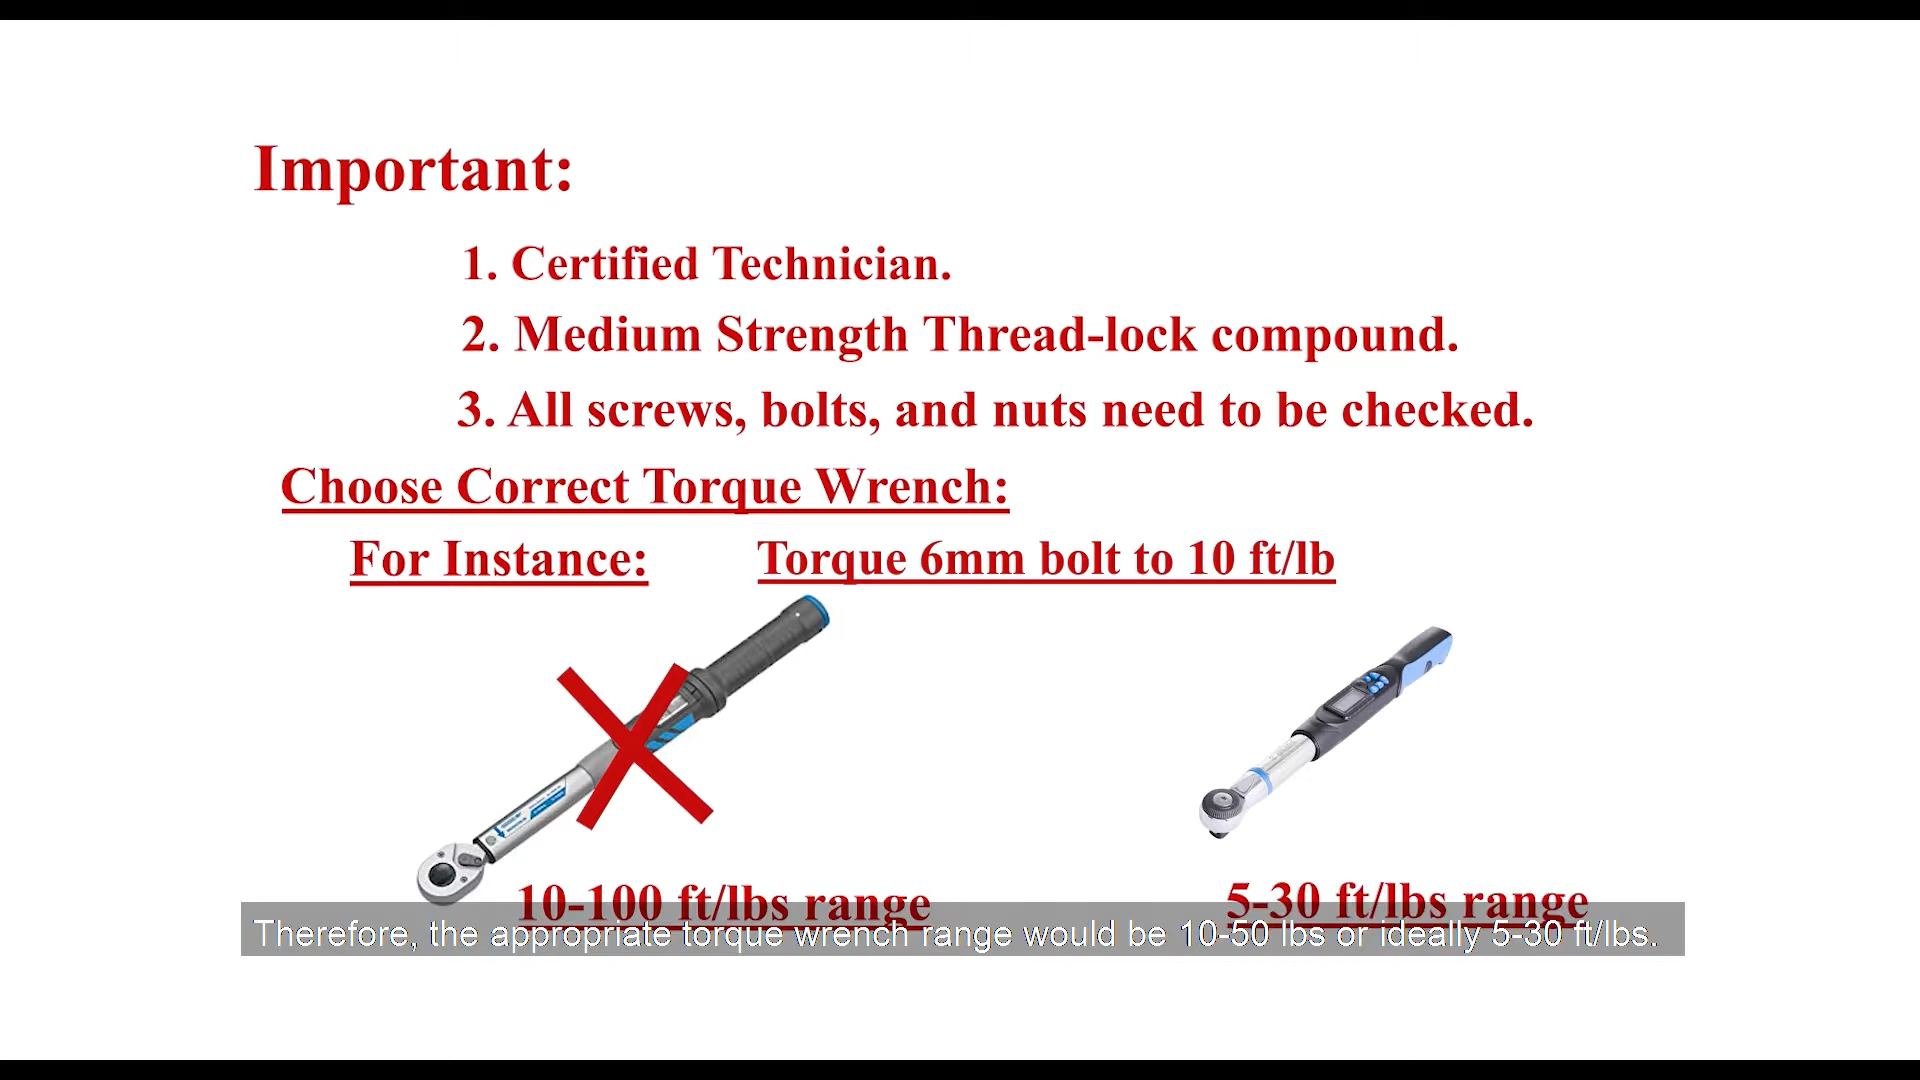 Important:
1. Certified Technician.
2. Medium Strength Thread-lock compound.
3. All screws, bolts, and nuts need to be checked.
Choose Correct Torque Wrench:
For Instance: Torque 6mm bolt to 10 ft/lb
10-100 ft/lbs range
5-30 ft/lbs range
Therefore, the appropriate torque wrench range would be 10-50 lbs or ideally 5-30 ft/lbs.